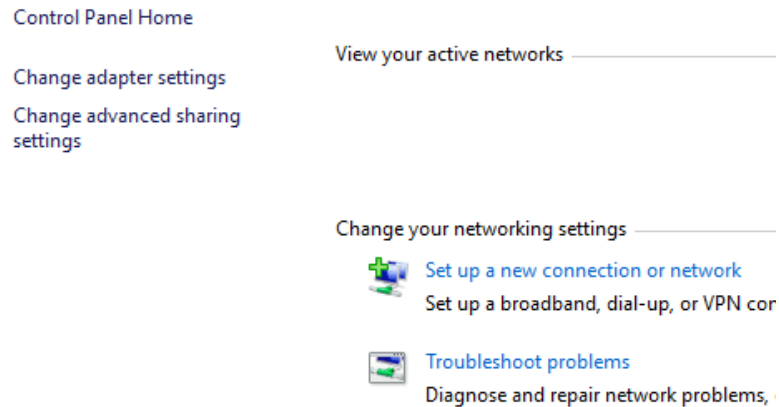 Control Panel Home
Change adapter settings
Change advanced sharing
settings
View your active networks
Change your networking settings
Set up a new connection or network
Set up a broadband, dial-up, or VPN con
Troubleshoot problems
Diagnose and repair network problems,